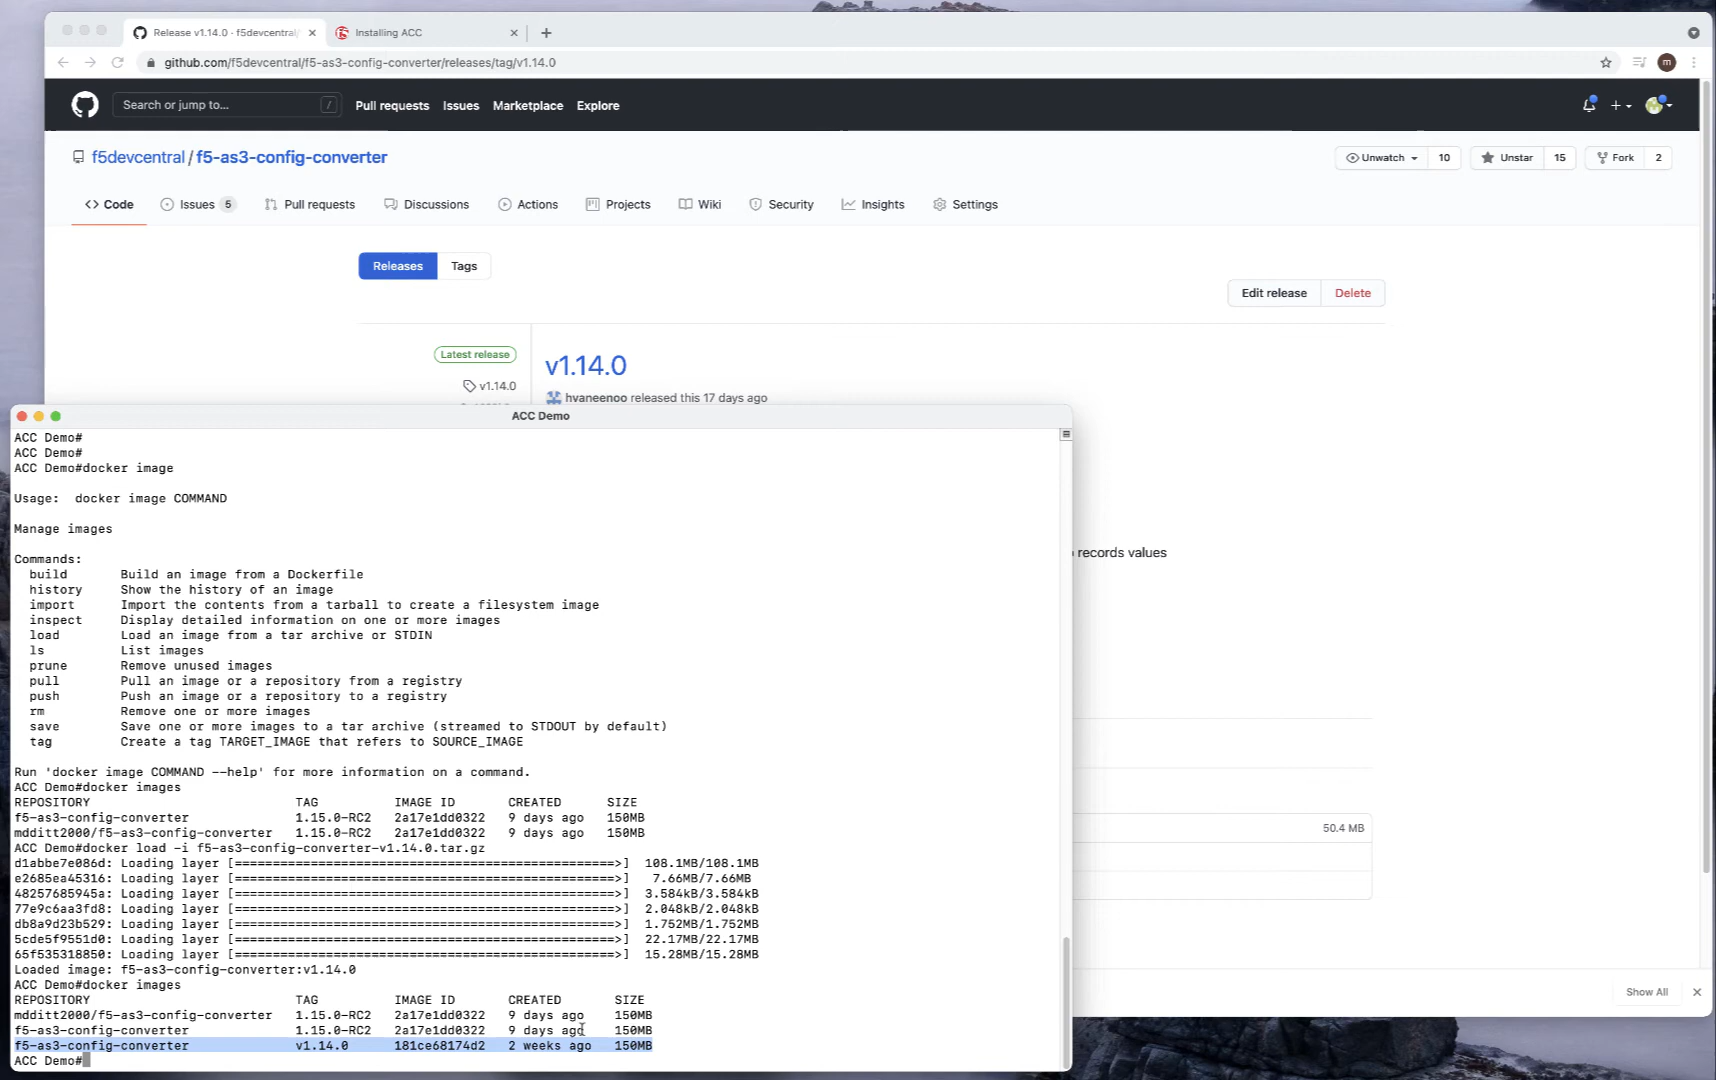 Release v1.14.0 · f5devcentral/
Installing ACC
github.com/f5devcentral/f5-as3-config-converter/releases/tag/v1.14.0
m
Search or jump to...
/
Pull requests
Issues
Marketplace
Explore
f5devcentral / f5-as3-config-converter
Unwatch
10
Unstar
15
Fork
2
Code
Issues 5
Pull requests
Discussions
Actions
Projects
Wiki
Security
Insights
Settings
Releases
Tags
Edit release
Delete
Latest release
v1.14.0
v1.14.0
hvaneenoo released this 17 days ago
records values
50.4 MB
Show All
ACC Demo
ACC Demo#
ACC Demo#
ACC Demo#docker image
Usage:  docker image COMMAND
Manage images
Commands:
build       Build an image from a Dockerfile
history     Show the history of an image
import      Import the contents from a tarball to create a filesystem image
inspect     Display detailed information on one or more images
load        Load an image from a tar archive or STDIN
ls          List images
prune       Remove unused images
pull        Pull an image or a repository from a registry
push        Push an image or a repository to a registry
rm          Remove one or more images
save        Save one or more images to a tar archive (streamed to STDOUT by default)
tag         Create a tag TARGET_IMAGE that refers to SOURCE_IMAGE
Run 'docker image COMMAND --help' for more information on a command.
ACC Demo#docker images
REPOSITORY                           TAG          IMAGE ID       CREATED      SIZE
f5-as3-config-converter              1.15.0-RC2   2a17e1dd0322   9 days ago   150MB
mdditt2000/f5-as3-config-converter   1.15.0-RC2   2a17e1dd0322   9 days ago   150MB
ACC Demo#docker load -i f5-as3-config-converter-v1.14.0.tar.gz
d1abbe7e086d: Loading layer [==================================================>]  108.1MB/108.1MB
e2685ea45316: Loading layer [==================================================>]   7.66MB/7.66MB
48257685945a: Loading layer [==================================================>]  3.584kB/3.584kB
77e9c6aa3fd8: Loading layer [==================================================>]  2.048kB/2.048kB
db8a9d23b529: Loading layer [==================================================>]  1.752MB/1.752MB
5cde5f9551d0: Loading layer [==================================================>]  22.17MB/22.17MB
65f535318850: Loading layer [==================================================>]  15.28MB/15.28MB
Loaded image: f5-as3-config-converter:v1.14.0
ACC Demo#docker images
REPOSITORY                           TAG          IMAGE ID       CREATED       SIZE
mdditt2000/f5-as3-config-converter   1.15.0-RC2   2a17e1dd0322   9 days ago    150MB
f5-as3-config-converter              1.15.0-RC2   2a17e1dd0322   9 days ago    150MB
f5-as3-config-converter              v1.14.0      181ce68174d2   2 weeks ago   150MB
ACC Demo#